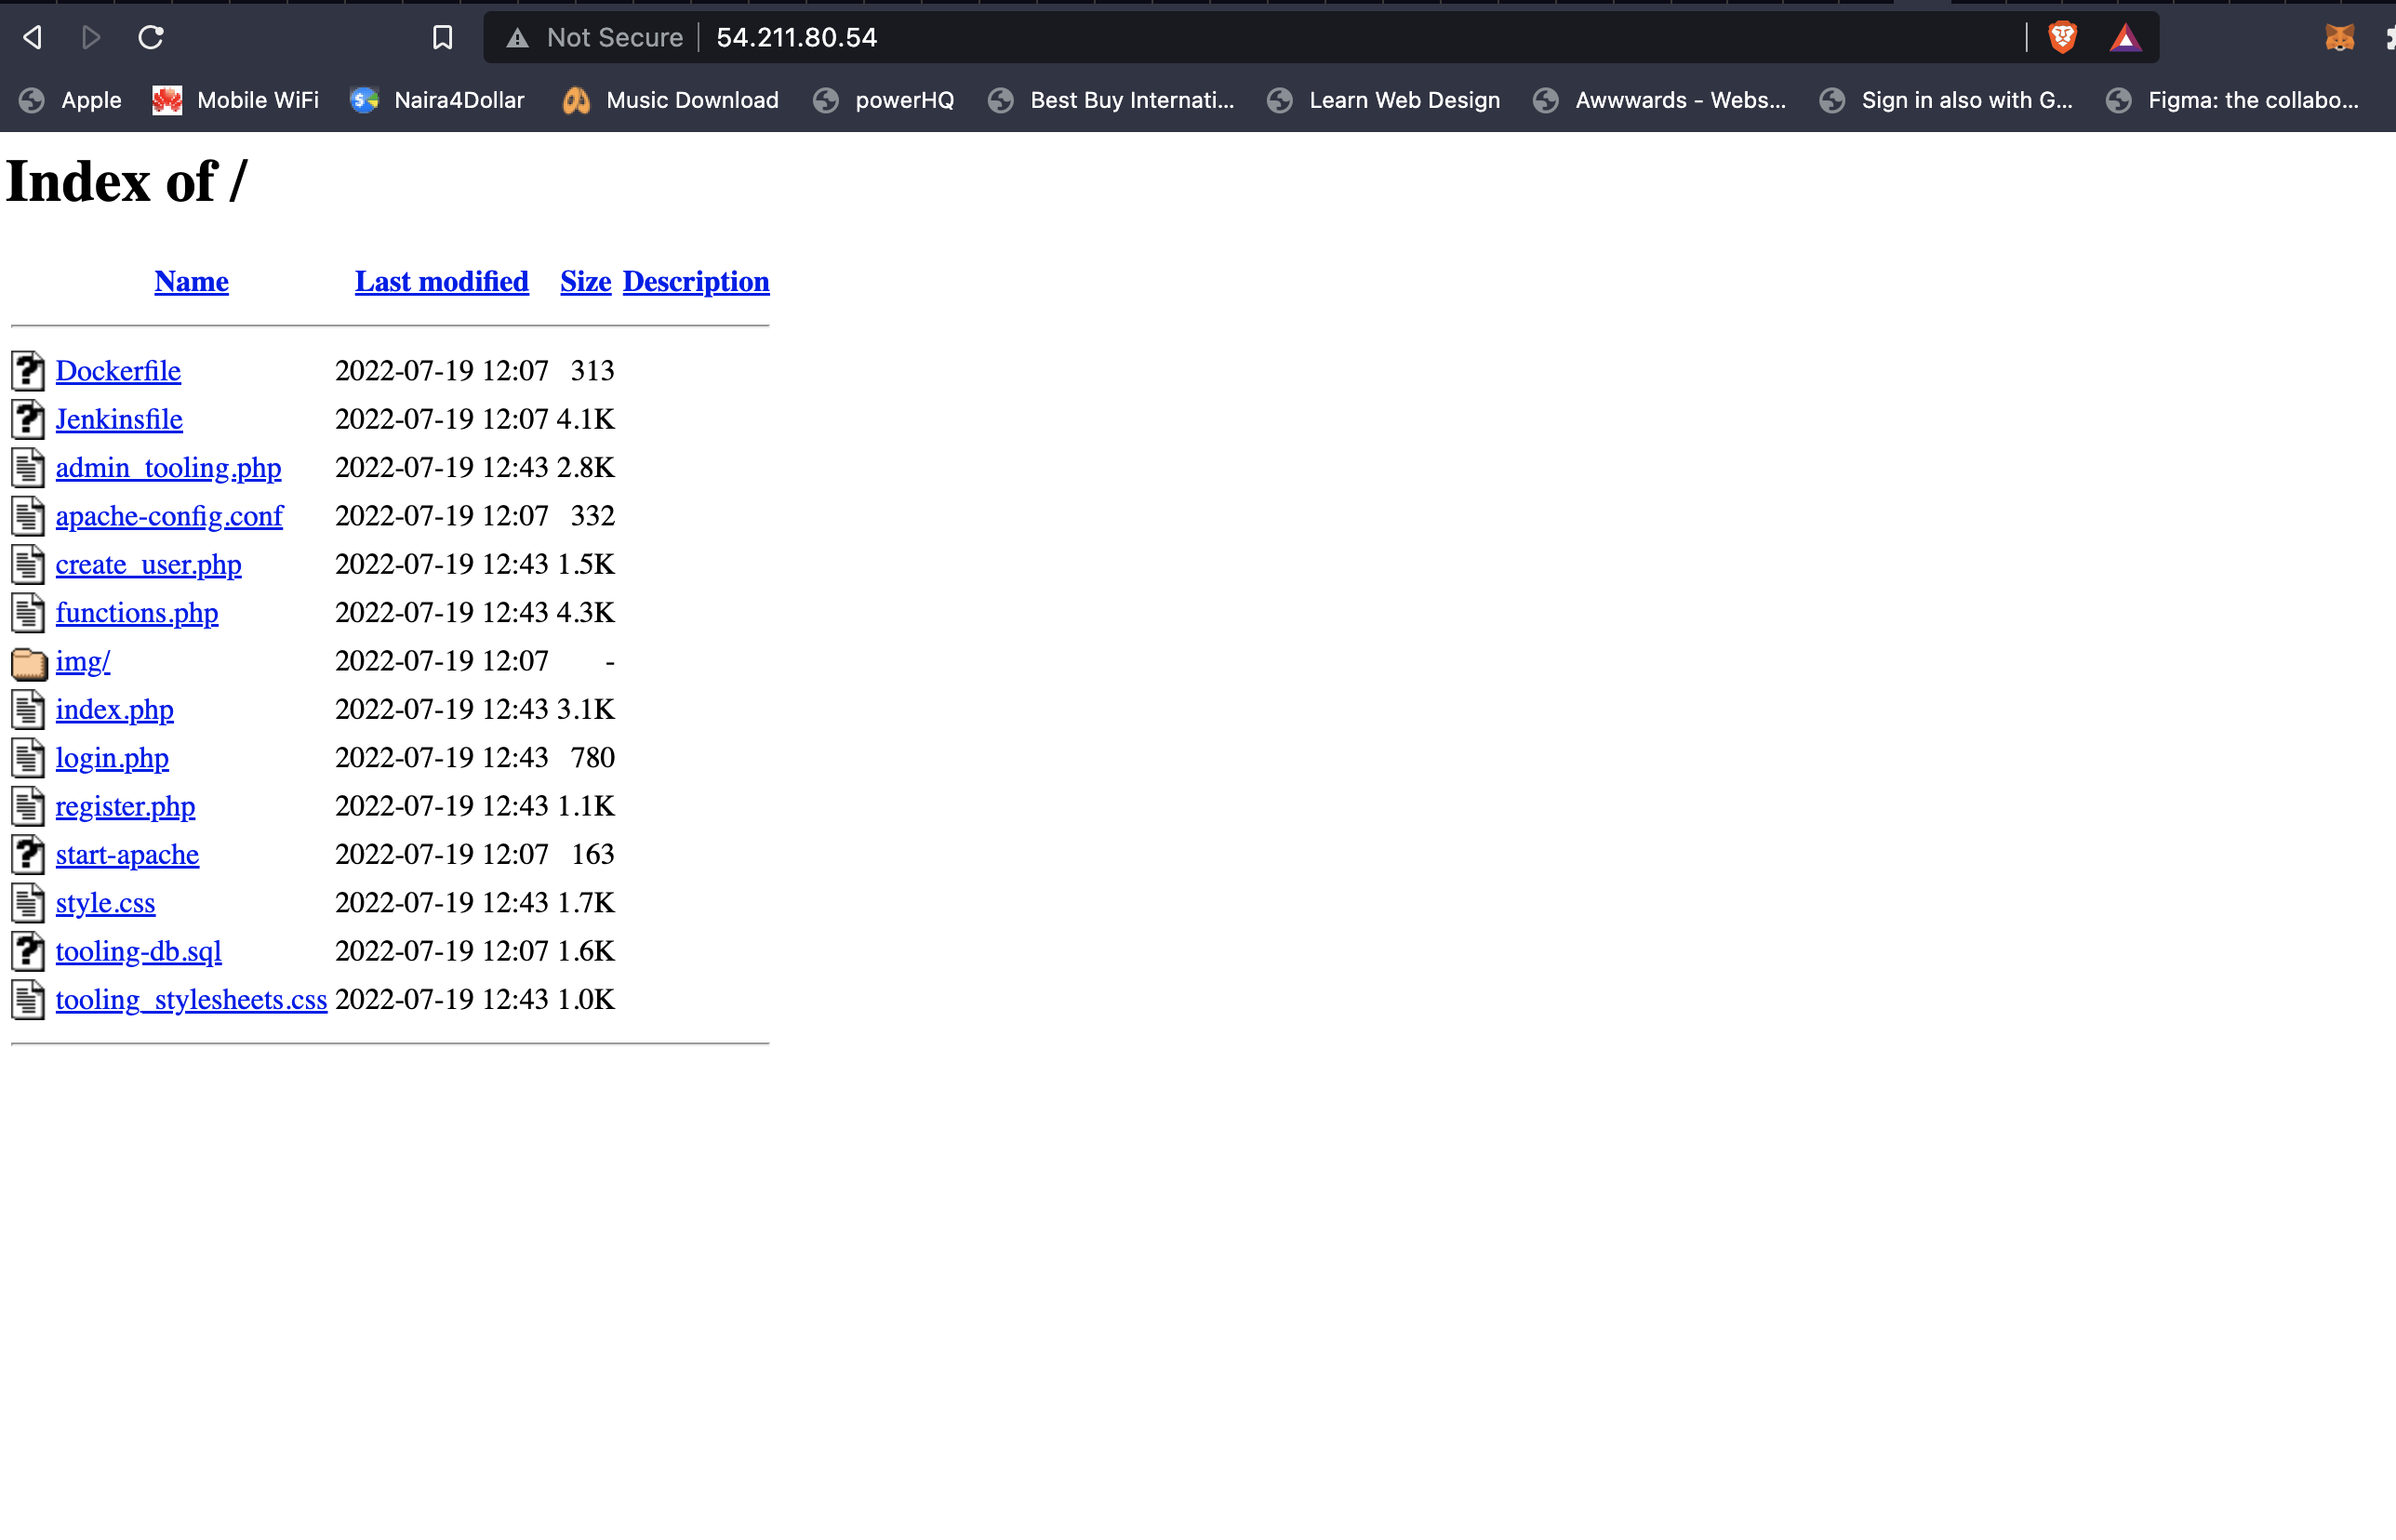 Not Secure 54.211.80.54
Apple Mobile WiFi Naira4Dollar Music Download powerHQ Best Buy Internati... Learn Web Design Awwwards - Webs... Sign in also with G... Figma: the collabo...
Index of /
Name Last modified Size Description
Dockerfile 2022-07-19 12:07 313
Jenkinsfile 2022-07-19 12:07 4.1K
admin_tooling.php 2022-07-19 12:43 2.8K
apache-config.conf 2022-07-19 12:07 332
create_user.php 2022-07-19 12:43 1.5K
functions.php 2022-07-19 12:43 4.3K
img/ 2022-07-19 12:07 -
index.php 2022-07-19 12:43 3.1K
login.php 2022-07-19 12:43 780
register.php 2022-07-19 12:43 1.1K
start-apache 2022-07-19 12:07 163
style.css 2022-07-19 12:43 1.7K
tooling-db.sql 2022-07-19 12:07 1.6K
tooling_stylesheets.css 2022-07-19 12:43 1.0K